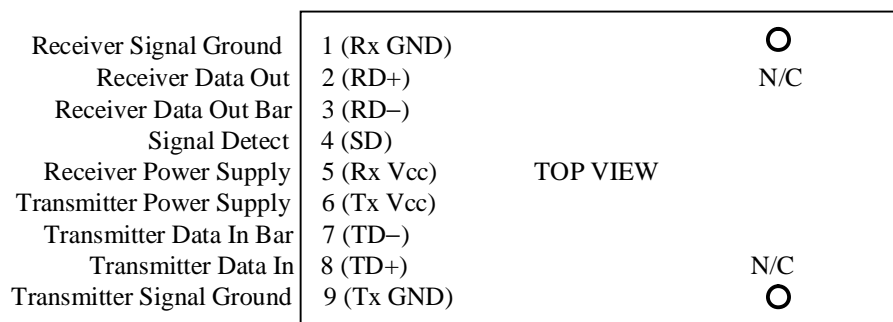 Receiver Signal Ground 1 (Rx GND)
Receiver Data Out 2 (RD+) N/C
Receiver Data Out Bar 3 (RD−)
Signal Detect 4 (SD)
Receiver Power Supply 5 (Rx Vcc) TOP VIEW
Transmitter Power Supply 6 (Tx Vcc)
Transmitter Data In Bar 7 (TD−)
Transmitter Data In 8 (TD+) N/C
Transmitter Signal Ground 9 (Tx GND)